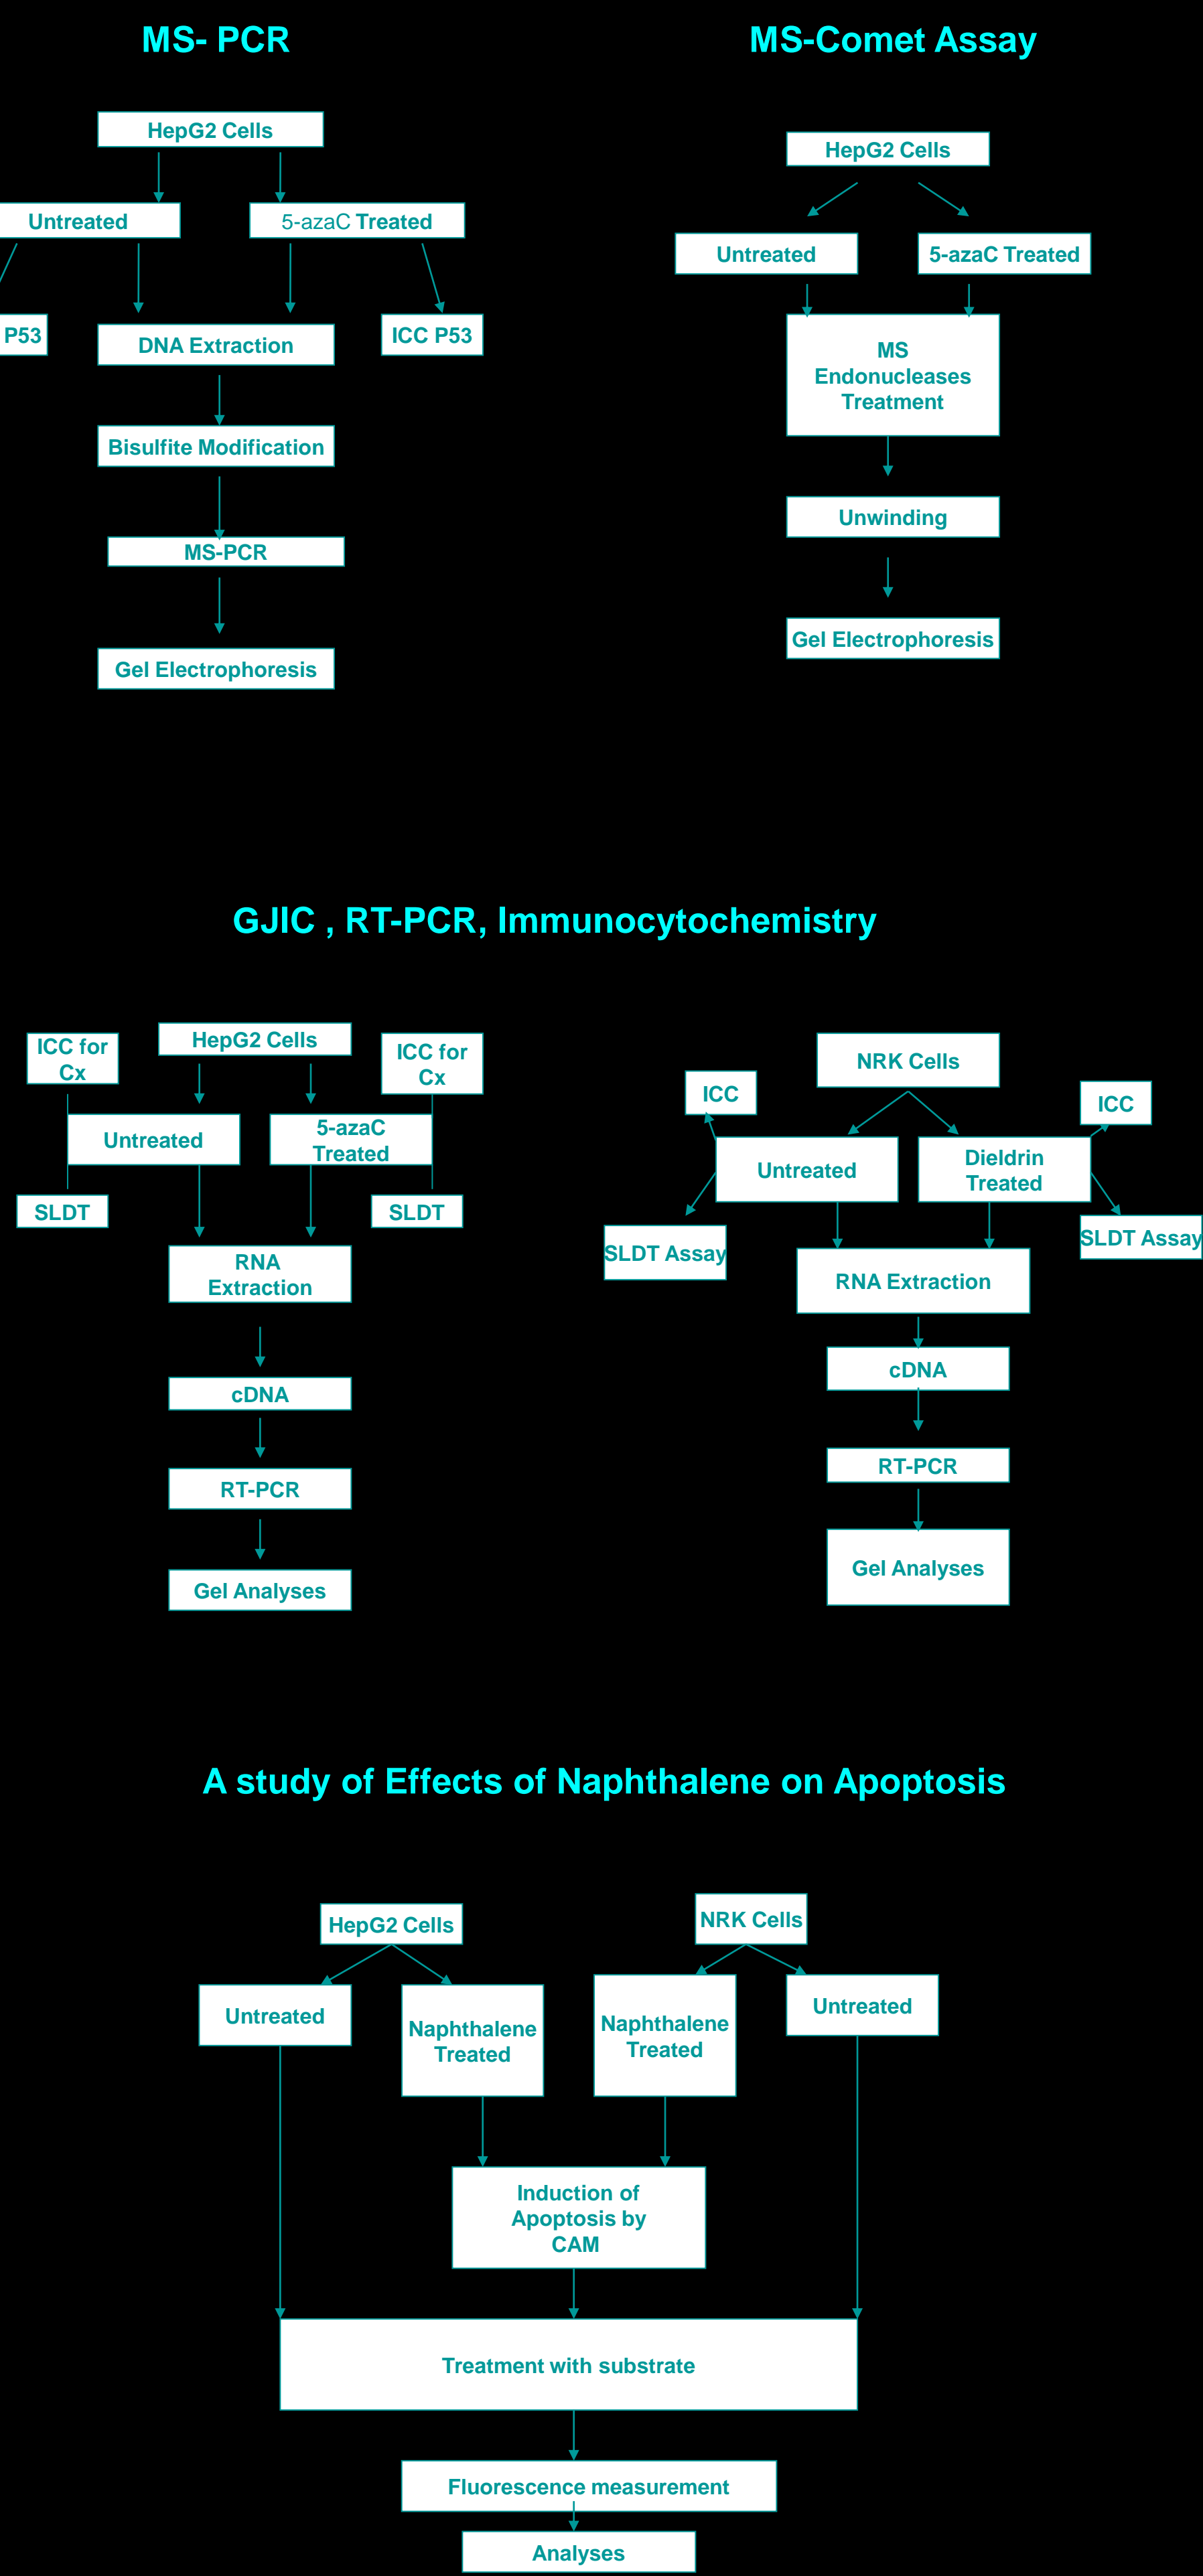 MS- PCR
HepG2 Cells
Untreated
5-azaC Treated
P53
DNA Extraction
ICC P53
Bisulfite Modification
MS-PCR
Gel Electrophoresis
MS-Comet Assay
HepG2 Cells
Untreated
5-azaC Treated
MS
Endonucleases
Treatment
Unwinding
Gel Electrophoresis
GJIC , RT-PCR, Immunocytochemistry
ICC for
Cx
HepG2 Cells
ICC for
Cx
Untreated
5-azaC
Treated
SLDT
SLDT
RNA
Extraction
cDNA
RT-PCR
Gel Analyses
NRK Cells
ICC
ICC
Untreated
Dieldrin
Treated
SLDT Assay
SLDT Assay
RNA Extraction
cDNA
RT-PCR
Gel Analyses
A study of Effects of Naphthalene on Apoptosis
HepG2 Cells
NRK Cells
Untreated
Naphthalene
Treated
Naphthalene
Treated
Untreated
Induction of
Apoptosis by
CAM
Treatment with substrate
Fluorescence measurement
Analyses